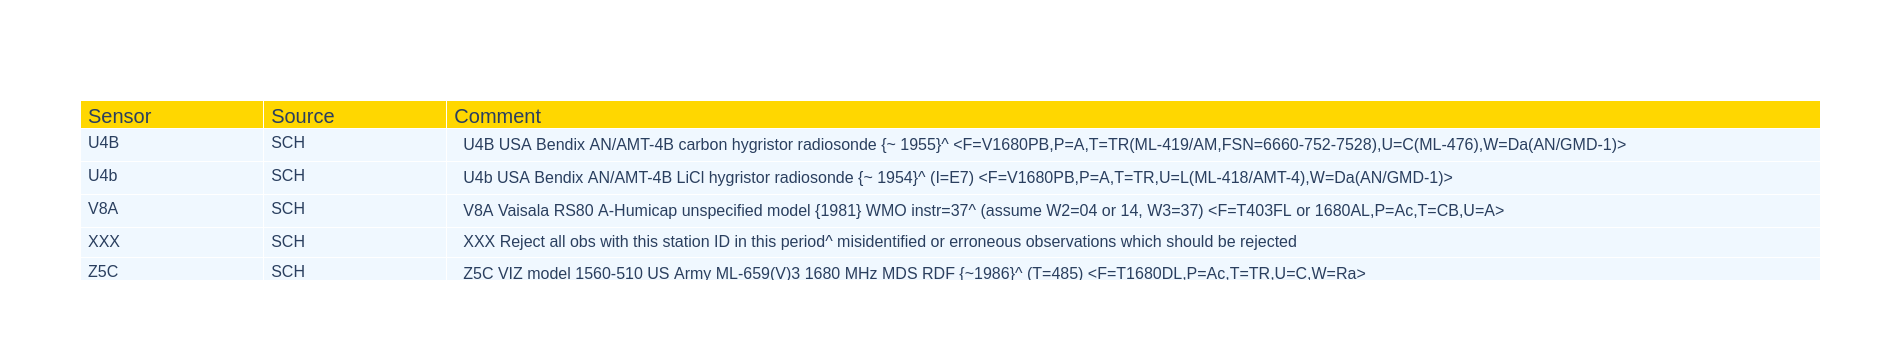 Sensor Source Comment
U4B SCH U4B USA Bendix AN/AMT-4B carbon hygristor radiosonde {~ 1955}^ <F=V1680PB,P=A,T=TR(ML-419/AM,FSN=6660-752-7528),U=C(ML-476),W=Da(AN/GMD-1)>
U4b SCH U4b USA Bendix AN/AMT-4B LiCl hygristor radiosonde {~ 1954}^ (I=E7) <F=V1680PB,P=A,T=TR,U=L(ML-418/AMT-4),W=Da(AN/GMD-1)>
V8A SCH V8A Vaisala RS80 A-Humicap unspecified model {1981} WMO instr=37^ (assume W2=04 or 14, W3=37) <F=T403FL or 1680AL,P=Ac,T=CB,U=A>
XXX SCH XXX Reject all obs with this station ID in this period^ misidentified or erroneous observations which should be rejected
Z5C SCH Z5C VIZ model 1560-510 US Army ML-659(V)3 1680 MHz MDS RDF {~1986}^ (T=485) <F=T1680DL,P=Ac,T=TR,U=C,W=Ra>